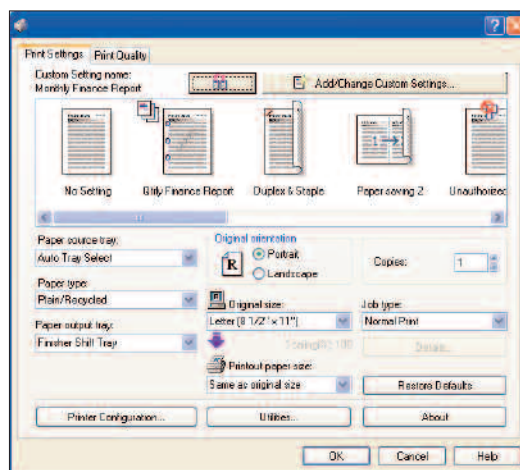 Print Settings Print Quality
Custom Setting name:
Monthly Finance Report
Add/Change Custom Settings...
No Setting
Qtrly Finance Report
Duplex & Staple
Paper saving 2
Unauthorized
Paper source tray:
Auto Tray Select
Paper type:
Plain/Recycled
Paper output tray:
Finisher Shift Tray
Original orientation
R
Portrait
Landscape
Copies:
1
Original size:
Letter (8 1/2" x 11")
Job type:
Normal Print
Details...
Printout paper size:
Same as original size
Restore Defaults
Printer Configuration...
Utilities...
About
OK
Cancel
Help